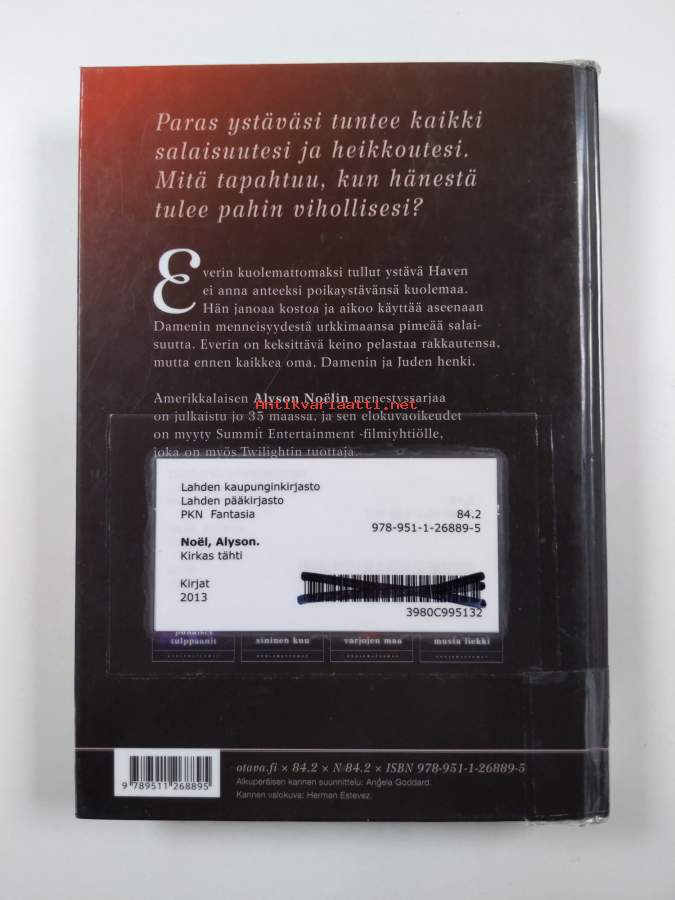 Paras ystäväsi tuntee kaikki
salaisuutesi ja heikkoutesi.
Mitä tapahtuu, kun hänestä
tulee pahin vihollisesi?
Everin kuolemattomaksi tullut ystävä Haven
ei anna anteeksi poikaystävänsä kuolemaa.
Hän janoaa kostoa ja aikoo käyttää aseenaan
Damenin menneisyydestä urkkimaansa pimeää salai-
suutta. Everin on keksittävä keino pelastaa rakkautensa,
mutta ennen kaikkea oma, Damenin ja Juden henki.
Amerikkalaisen Alyson Noëlin menestyssarjaa
Antikvariaatti.net
on julkaistu jo 35 maassa, ja sen elokuvaoikeudet
on myyty Summit Entertainment -filmiyhtiölle,
joka on myös Twilightin tuottaja.
Lahden kaupunginkirjasto
Lahden pääkirjasto
PKN Fantasia 84.2
978-951-1-26889-5
Noël, Alyson.
Kirkas tähti
Kirjat
2013
3980C995132
tulppaanit sininen kuu varjojen maa musta liekki
otava.fi × 84.2 × N 84.2 × ISBN 978-951-1-26889-5
Alkuperäisen kannen suunnittelu: Angela Goddard.
Kannen valokuva: Herman Estevez.
9 789511 268895